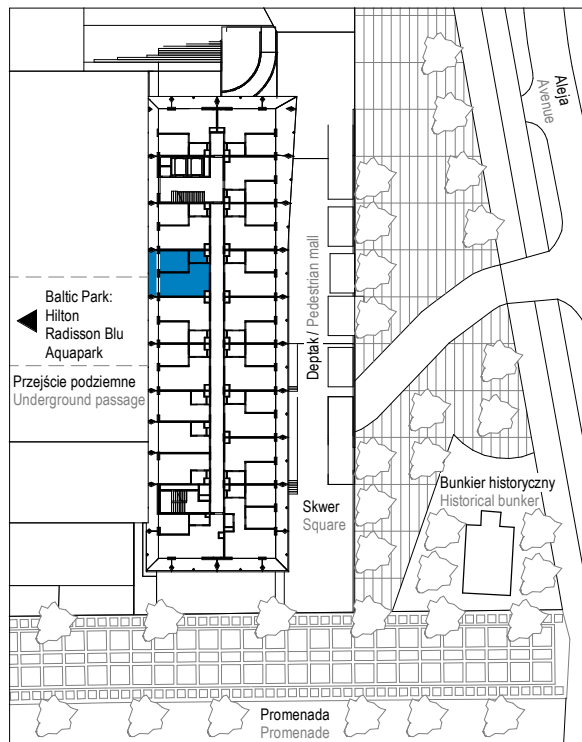 Aleja
Avenue
Baltic Park:
Hilton
Radisson Blu
Aquapark
Przejście podziemne
Underground passage
Deptak / Pedestrian mall
Skwer
Square
Bunkier historyczny
Historical bunker
Promenada
Promenade